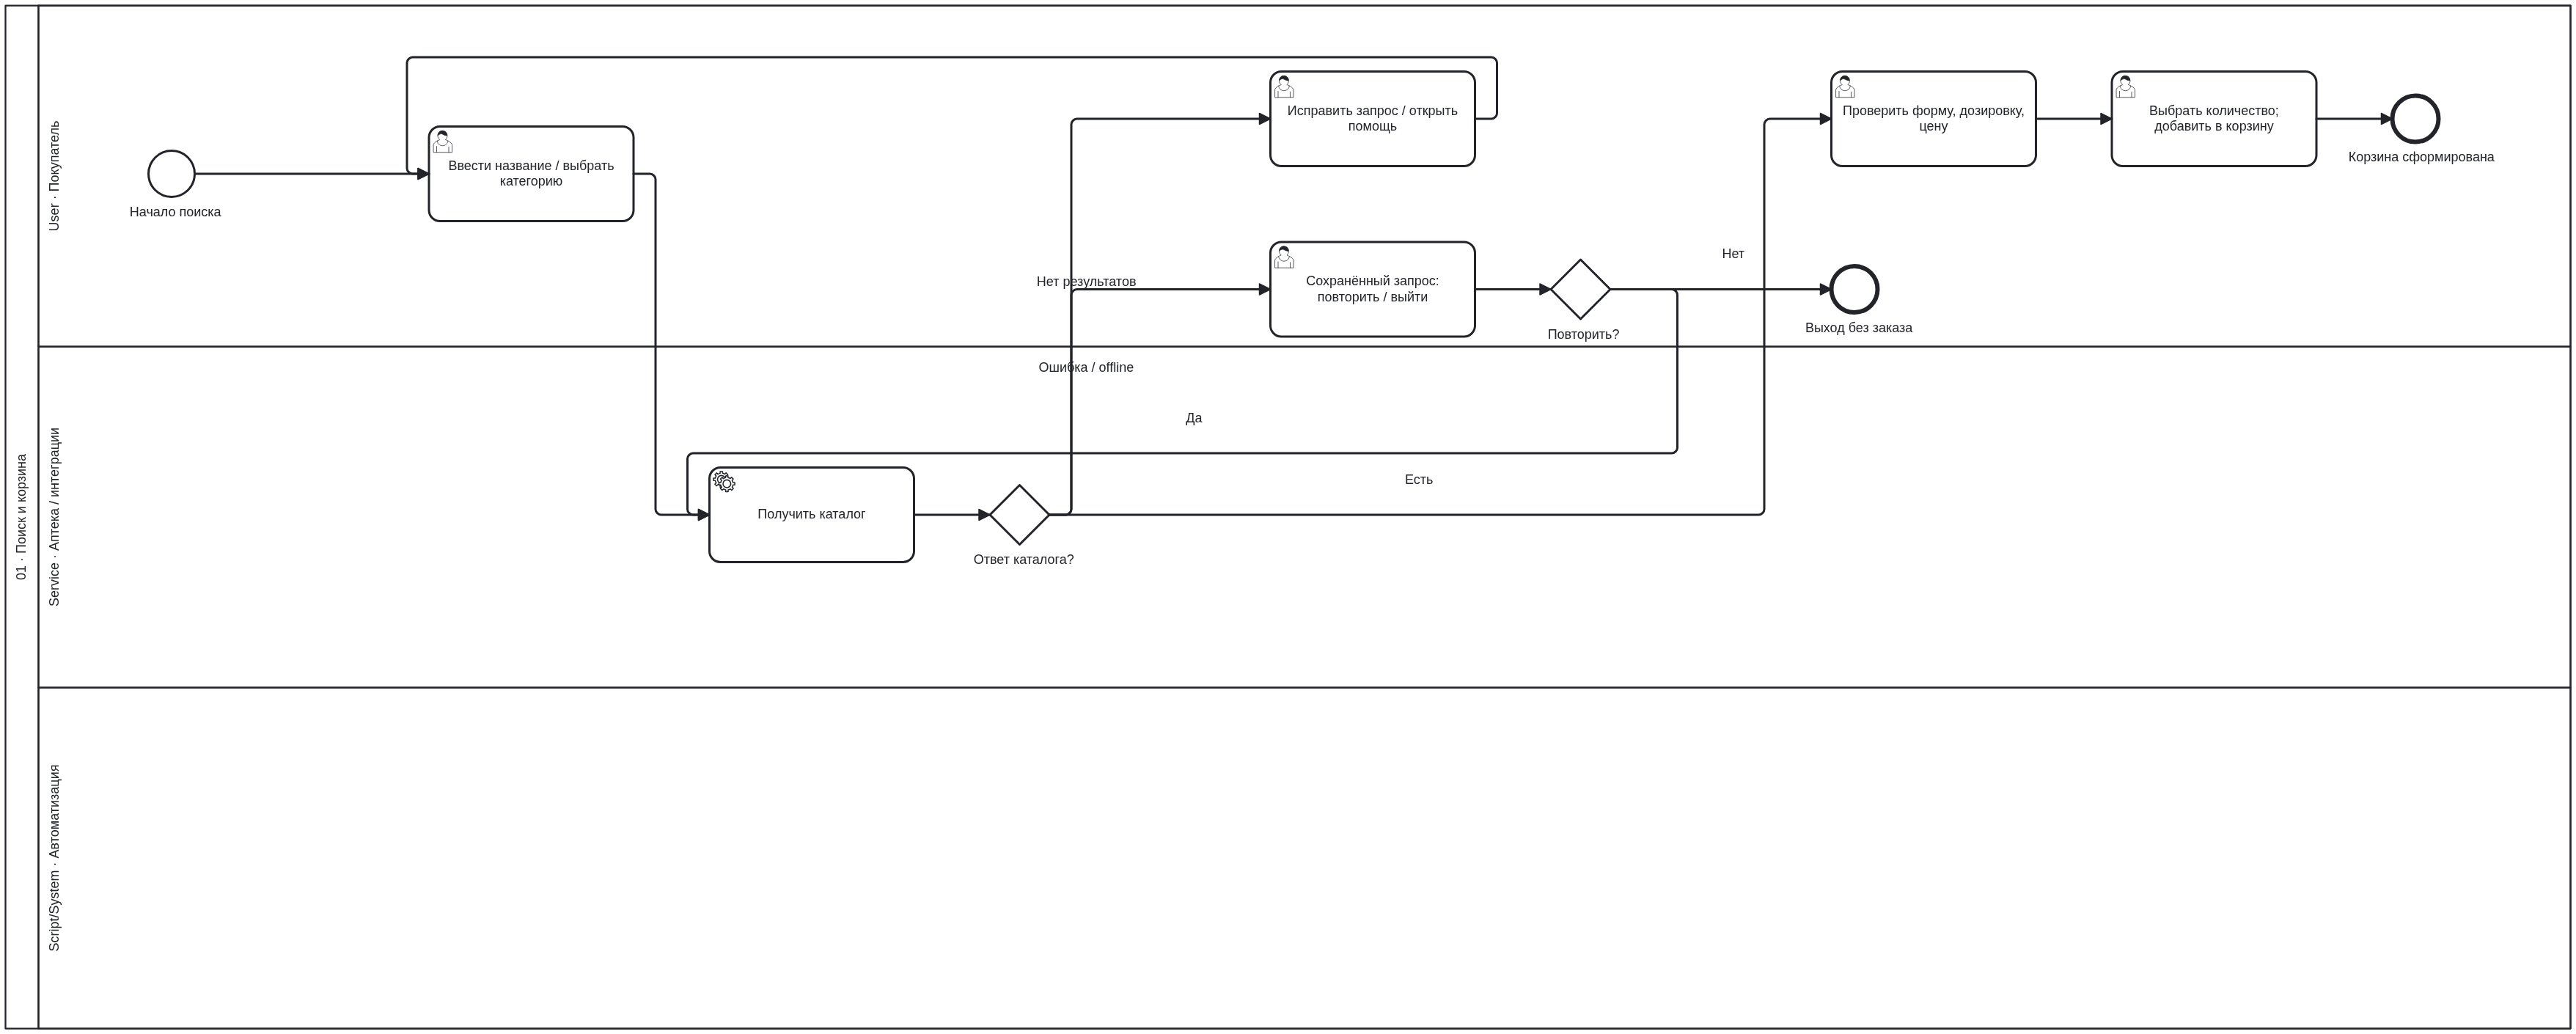 01 · Поиск и корзина
User · Покупатель
Начало поиска
Ввести название / выбрать
категорию
Исправить запрос / открыть
помощь
Проверить форму, дозировку,
цену
Выбрать количество;
добавить в корзину
Корзина сформирована
Нет результатов
Сохранённый запрос:
повторить / выйти
Повторить?
Нет
Выход без заказа
Service · Аптека / интеграции
Ошибка / offline
Да
Есть
Получить каталог
Ответ каталога?
Script/System · Автоматизация